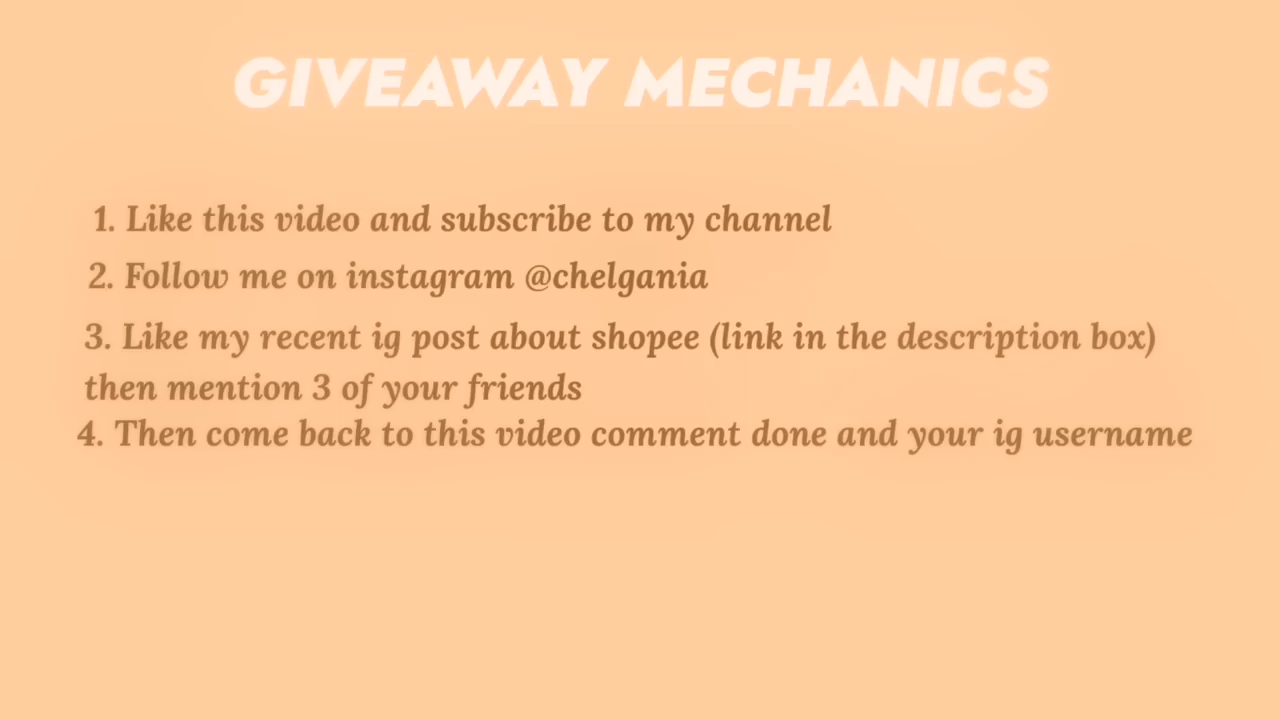 GIVEAWAY MECHANICS
1. Like this video and subscribe to my channel
2. Follow me on instagram @chelgania
3. Like my recent ig post about shopee (link in the description box)
then mention 3 of your friends
4. Then come back to this video comment done and your ig username